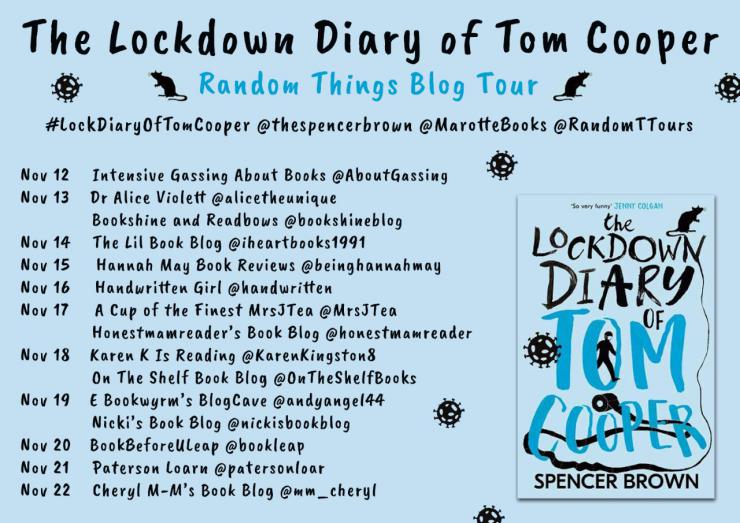 The Lockdown Diary of Tom Cooper
Random Things Blog Tour
#LockDiaryOfTomCooper @thespencerbrown @MarotteBooks @RandomTTours
Nov 12 Intensive Gassing About Books @AboutGassing
Nov 13 Dr Alice Violett @alicetheunique
Bookshine and Readbows @bookshineblog
Nov 14 The Lil Book Blog @iheartbooks1991
Nov 15 Hannah May Book Reviews @beinghannahmay
Nov 16 Handwritten Girl @handwritten
Nov 17 A Cup of the Finest MrsJTea @MrsJTea
Honestmamreader's Book Blog @honestmamreader
Nov 18 Karen K Is Reading @KarenKingston8
On The Shelf Book Blog @OnTheShelfBooks
Nov 19 E Bookwyrm's BlogCave @andyangel44
Nicki's Book Blog @nickisbookblog
Nov 20 BookBeforeULeap @bookleap
Nov 21 Paterson Loarn @patersonloar
Nov 22 Cheryl M-M's Book Blog @mm_cheryl
'So very funny' JENNY COLGAN
the
LOCKDOWN
DIARY
OF
TOM
COOPER
SPENCER BROWN